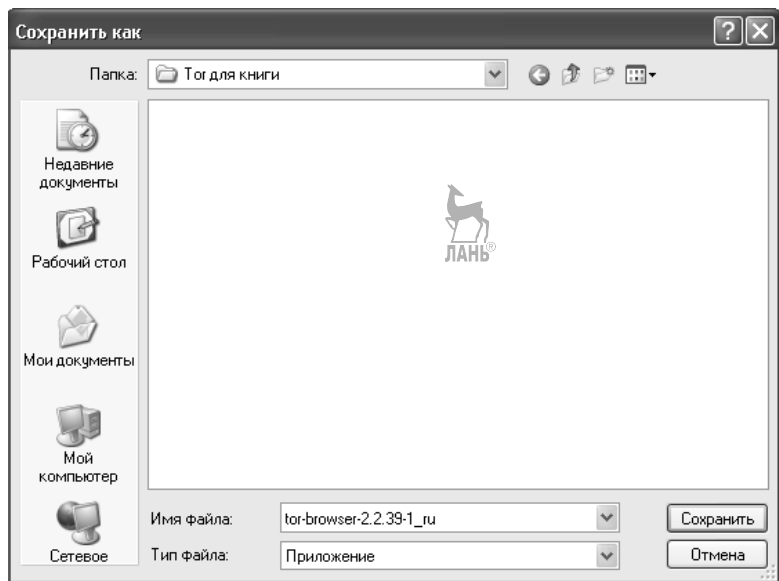 Сохранить как
Папка: Tor для книги
Недавние
документы
Рабочий стол
Мои документы
Мой
компьютер
Сетевое
ЛАНЬ®
Имя файла: tor-browser-2.2.39-1_ru Сохранить
Тип файла: Приложение Отмена